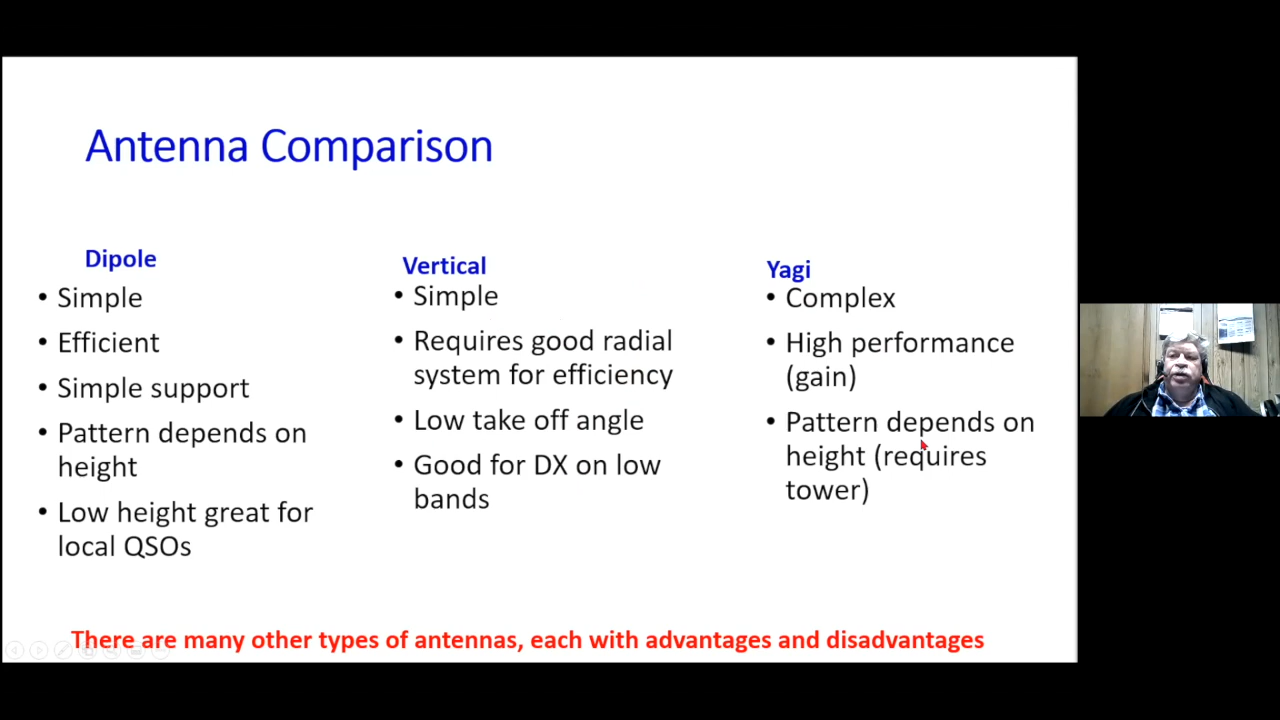 Antenna Comparison
Dipole
• Simple
• Efficient
• Simple support
• Pattern depends on
height
• Low height great for
local QSOs
Vertical
• Simple
• Requires good radial
system for efficiency
• Low take off angle
• Good for DX on low
bands
Yagi
• Complex
• High performance
(gain)
• Pattern depends on
height (requires
tower)
There are many other types of antennas, each with advantages and disadvantages